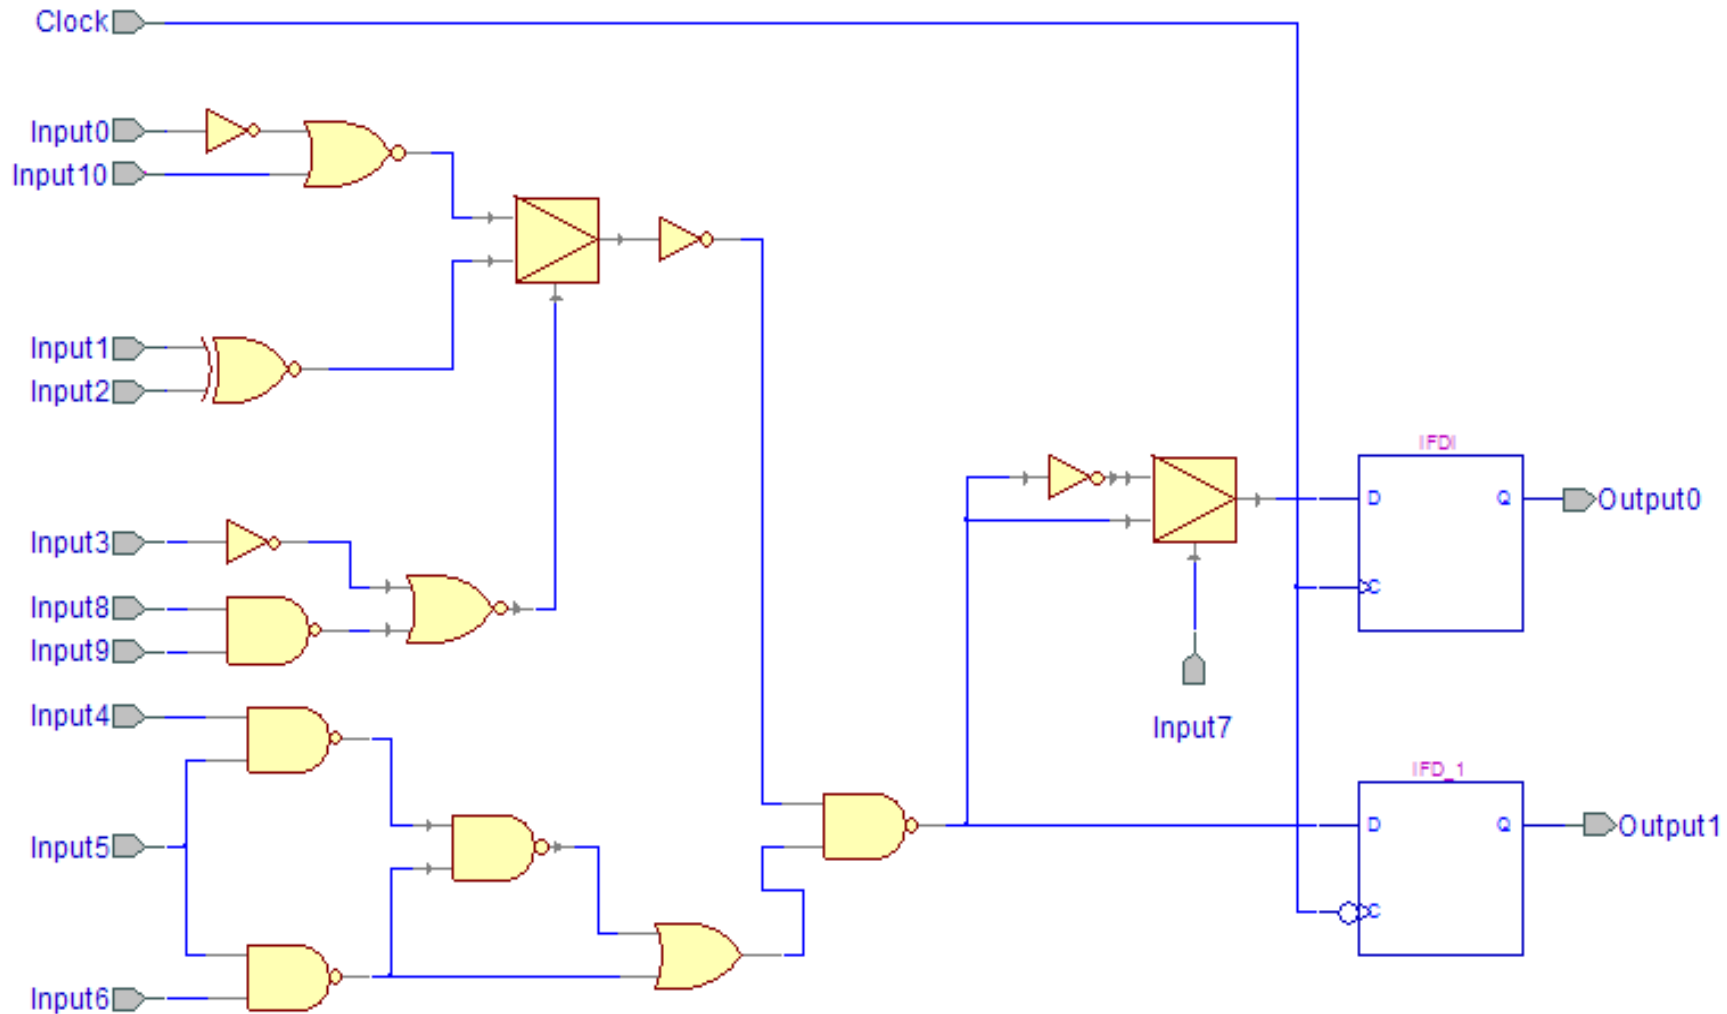 Clock
Input0
Input10
Input1
Input2
IFDI
D
Q
Output0
Input3
C
Input8
Input9
Input4
Input7
IFD_1
D
Q
Output1
Input5
C
Input6